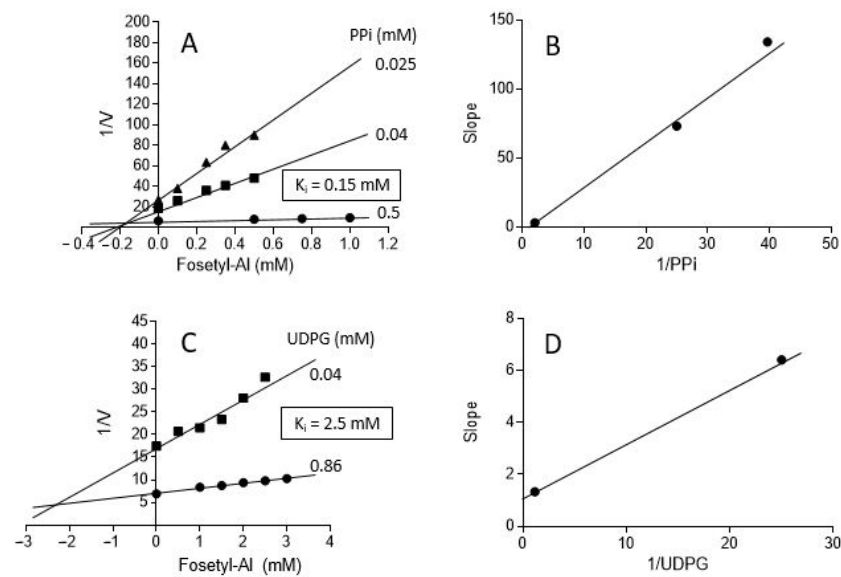 A
PPi (mM)
0.025
0.04
0.5
Kᵢ = 0.15 mM
1/V
200
180
160
140
120
100
80
60
40
20
−0.4 −0.2 0.0 0.2 0.4 0.6 0.8 1.0 1.2
Fosetyl-Al (mM)
B
Slope
150
100
50
0
0 10 20 30 40 50
1/PPi
C
UDPG (mM)
0.04
0.86
Kᵢ = 2.5 mM
1/V
45
40
35
30
25
20
15
10
5
−3 −2 −1 0 1 2 3 4
Fosetyl-Al (mM)
D
Slope
8
6
4
2
0
0 10 20 30
1/UDPG